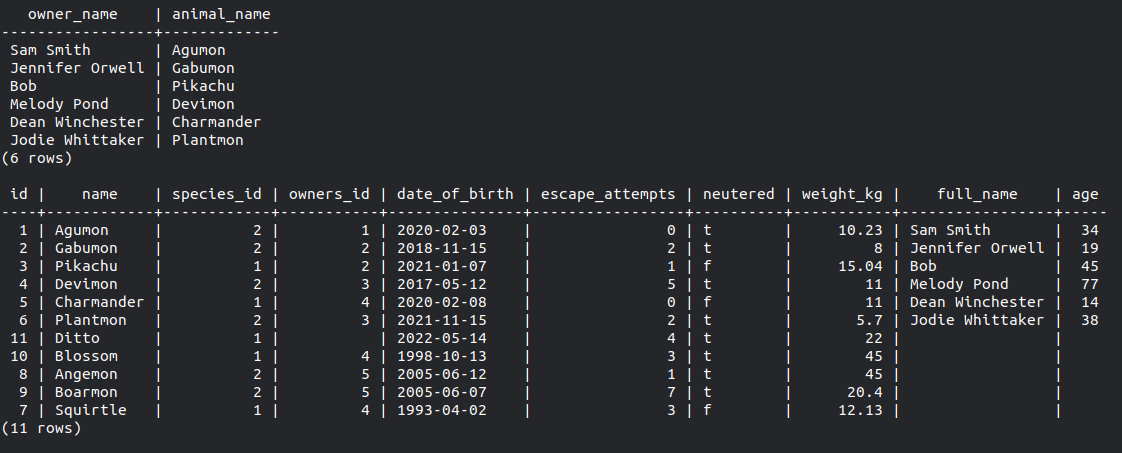 owner_name    | animal_name
-----------------+-------------
 Sam Smith       | Agumon
 Jennifer Orwell | Gabumon
 Bob             | Pikachu
 Melody Pond     | Devimon
 Dean Winchester | Charmander
 Jodie Whittaker | Plantmon
(6 rows)

 id |    name    | species_id | owners_id | date_of_birth | escape_attempts | neutered | weight_kg |    full_name    | age
----+------------+------------+-----------+---------------+-----------------+----------+-----------+-----------------+-----
  1 | Agumon     |          2 |         1 | 2020-02-03    |               0 | t        |     10.23 | Sam Smith       |  34
  2 | Gabumon    |          2 |         2 | 2018-11-15    |               2 | t        |         8 | Jennifer Orwell |  19
  3 | Pikachu    |          1 |         2 | 2021-01-07    |               1 | f        |     15.04 | Bob             |  45
  4 | Devimon    |          2 |         3 | 2017-05-12    |               5 | t        |        11 | Melody Pond     |  77
  5 | Charmander |          1 |         4 | 2020-02-08    |               0 | f        |        11 | Dean Winchester |  14
  6 | Plantmon   |          2 |         3 | 2021-11-15    |               2 | t        |       5.7 | Jodie Whittaker |  38
 11 | Ditto      |          1 |           | 2022-05-14    |               4 | t        |        22 |                 |
 10 | Blossom    |          1 |         4 | 1998-10-13    |               3 | t        |        45 |                 |
  8 | Angemon    |          2 |         5 | 2005-06-12    |               1 | t        |        45 |                 |
  9 | Boarmon    |          2 |         5 | 2005-06-07    |               7 | t        |      20.4 |                 |
  7 | Squirtle   |          1 |         4 | 1993-04-02    |               3 | f        |     12.13 |                 |
(11 rows)